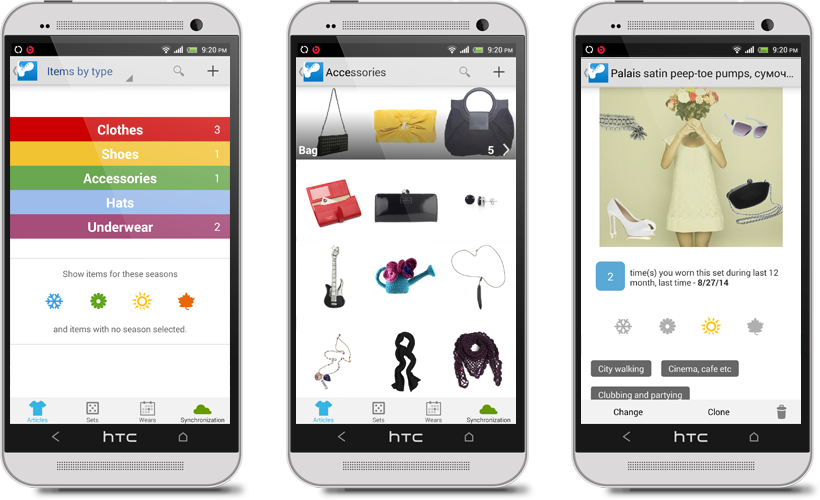 9:20 PM
Items by type
Clothes 3
Shoes 1
Accessories 1
Hats
Underwear 2
Show items for these seasons
and items with no season selected.
Articles Sets Wears Synchronization
hTC
9:20 PM
Accessories
Bag 5
Articles Sets Wears Synchronization
hTC
9:20 PM
Palais satin peep-toe pumps, сумоч...
2
time(s) you worn this set during last 12
month, last time - 8/27/14
City walking Cinema, cafe etc
Clubbing and partying
Change Clone
hTC